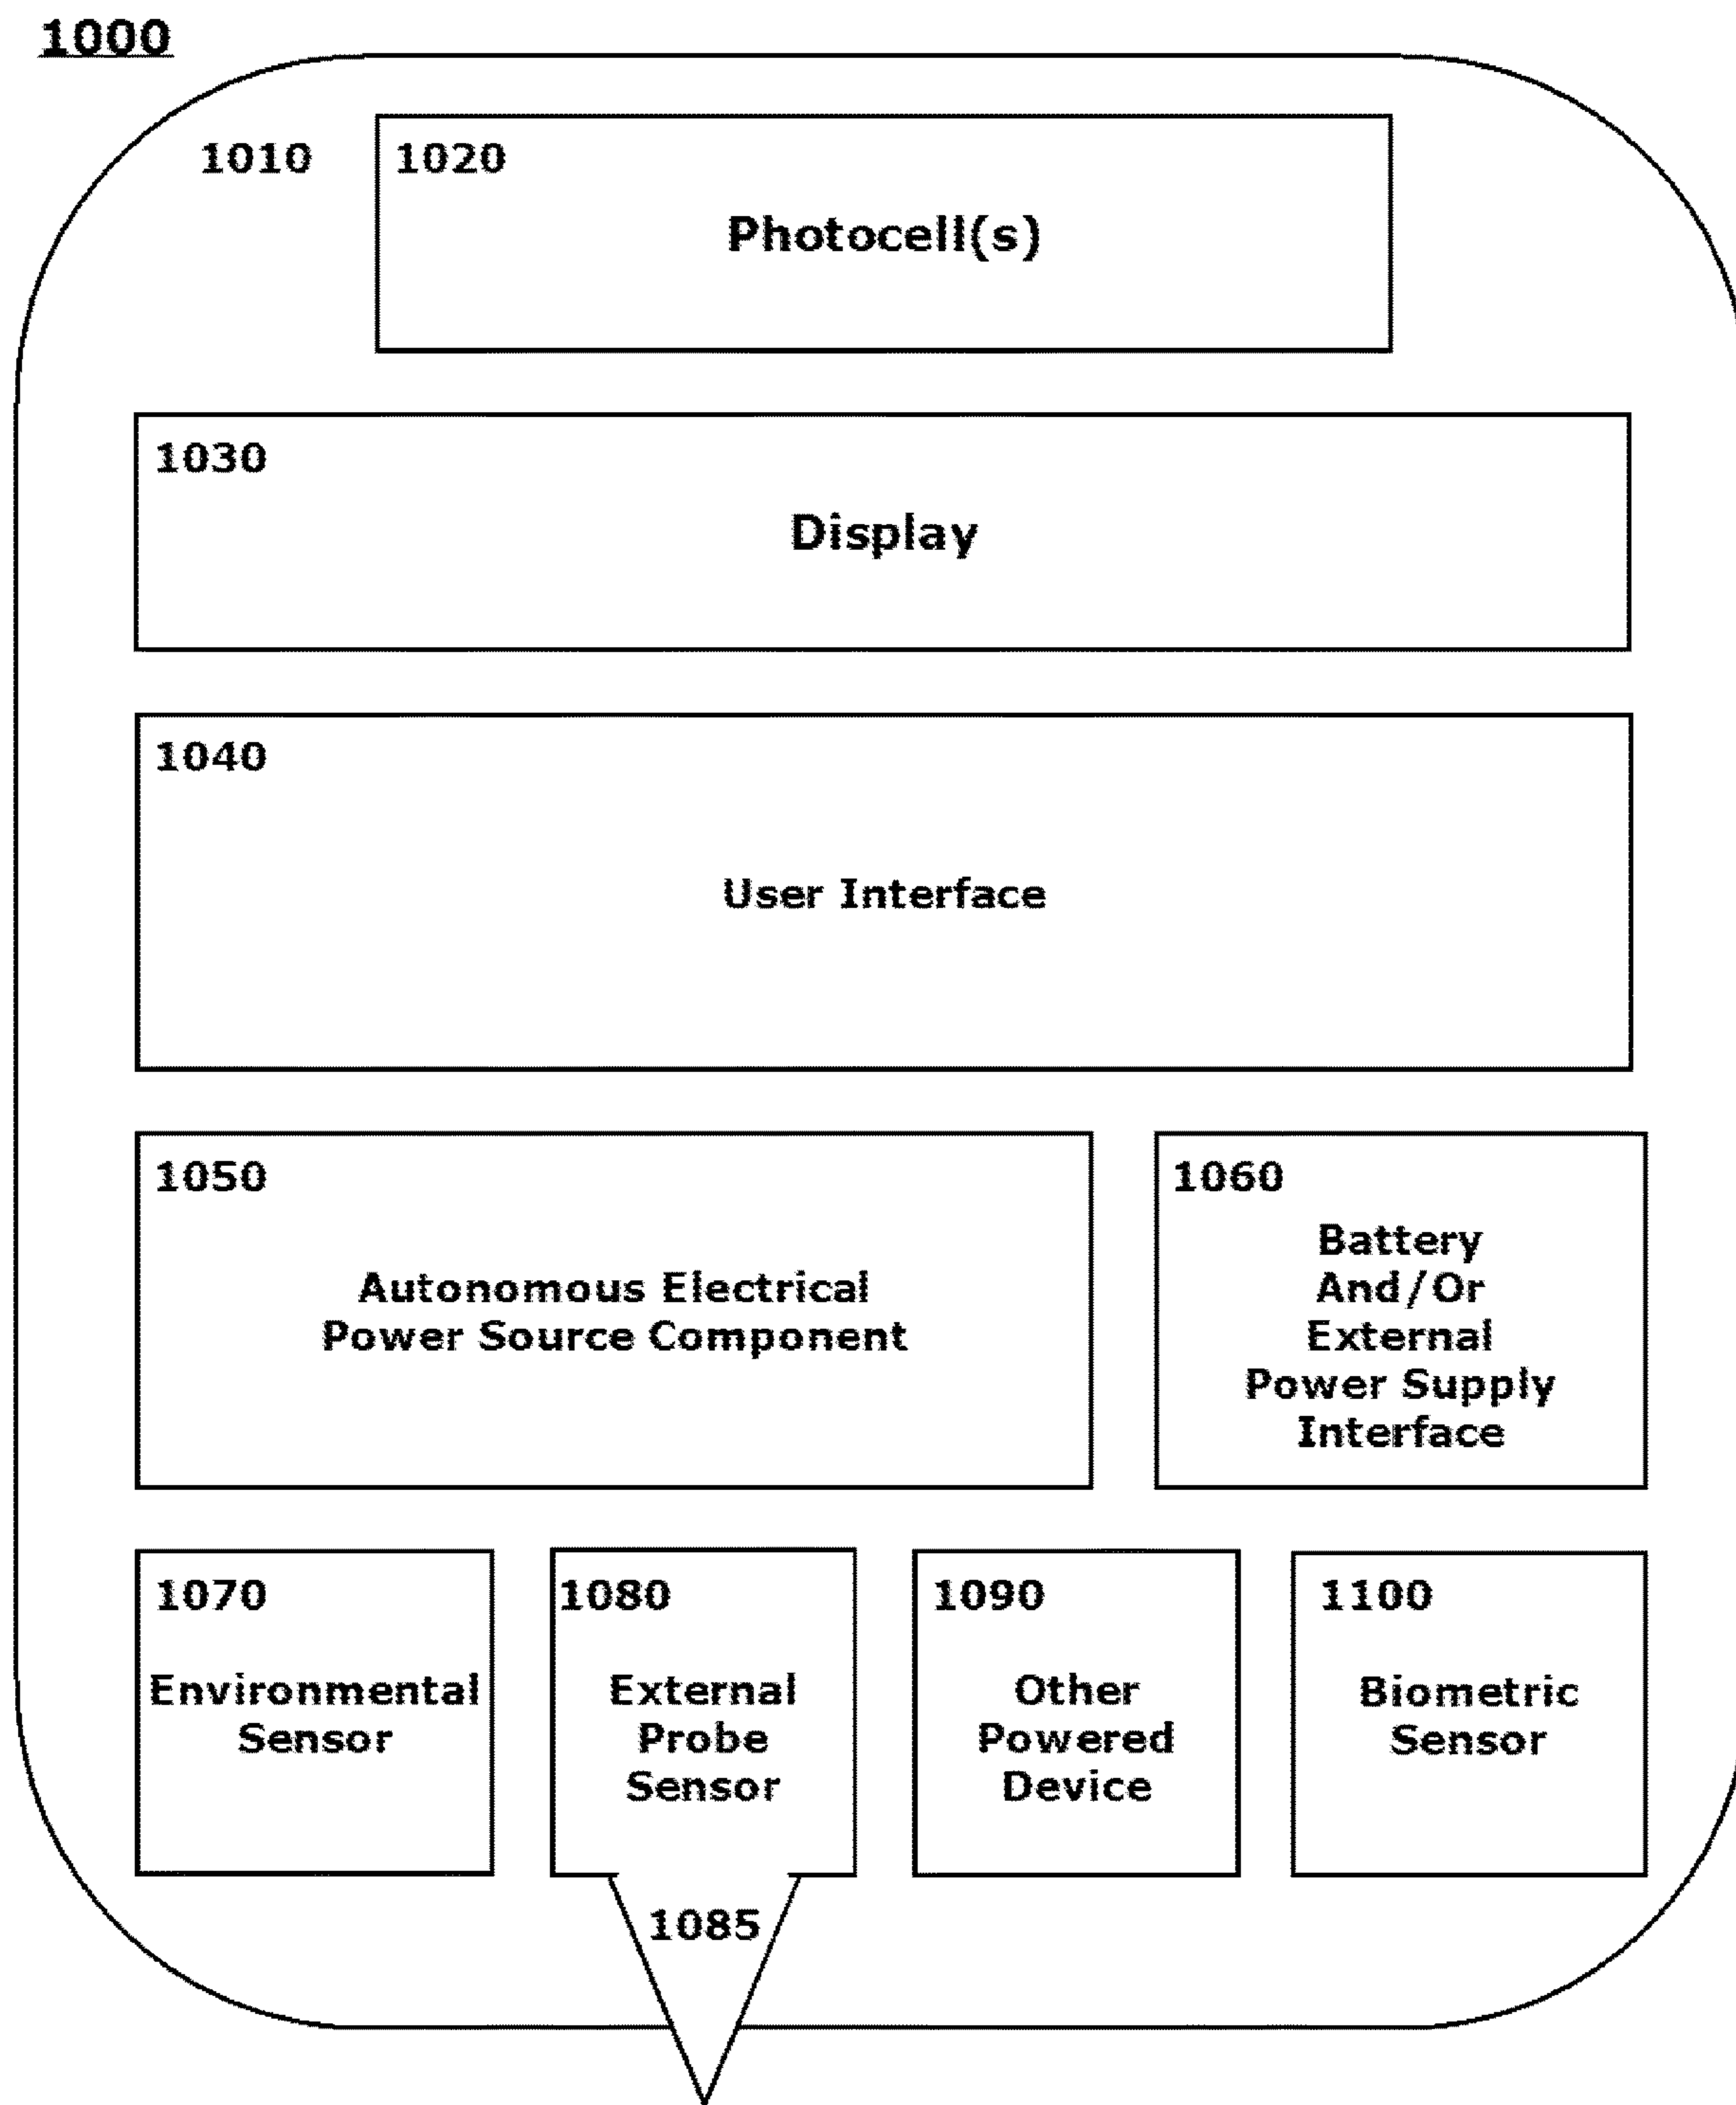 1000
1010
1020
Photocell(s)
1030
Display
1040
User Interface
1050
Autonomous Electrical
Power Source Component
1060
Battery
And/Or
External
Power Supply
Interface
1070
Environmental
Sensor
1080
External
Probe
Sensor
1085
1090
Other
Powered
Device
1100
Biometric
Sensor